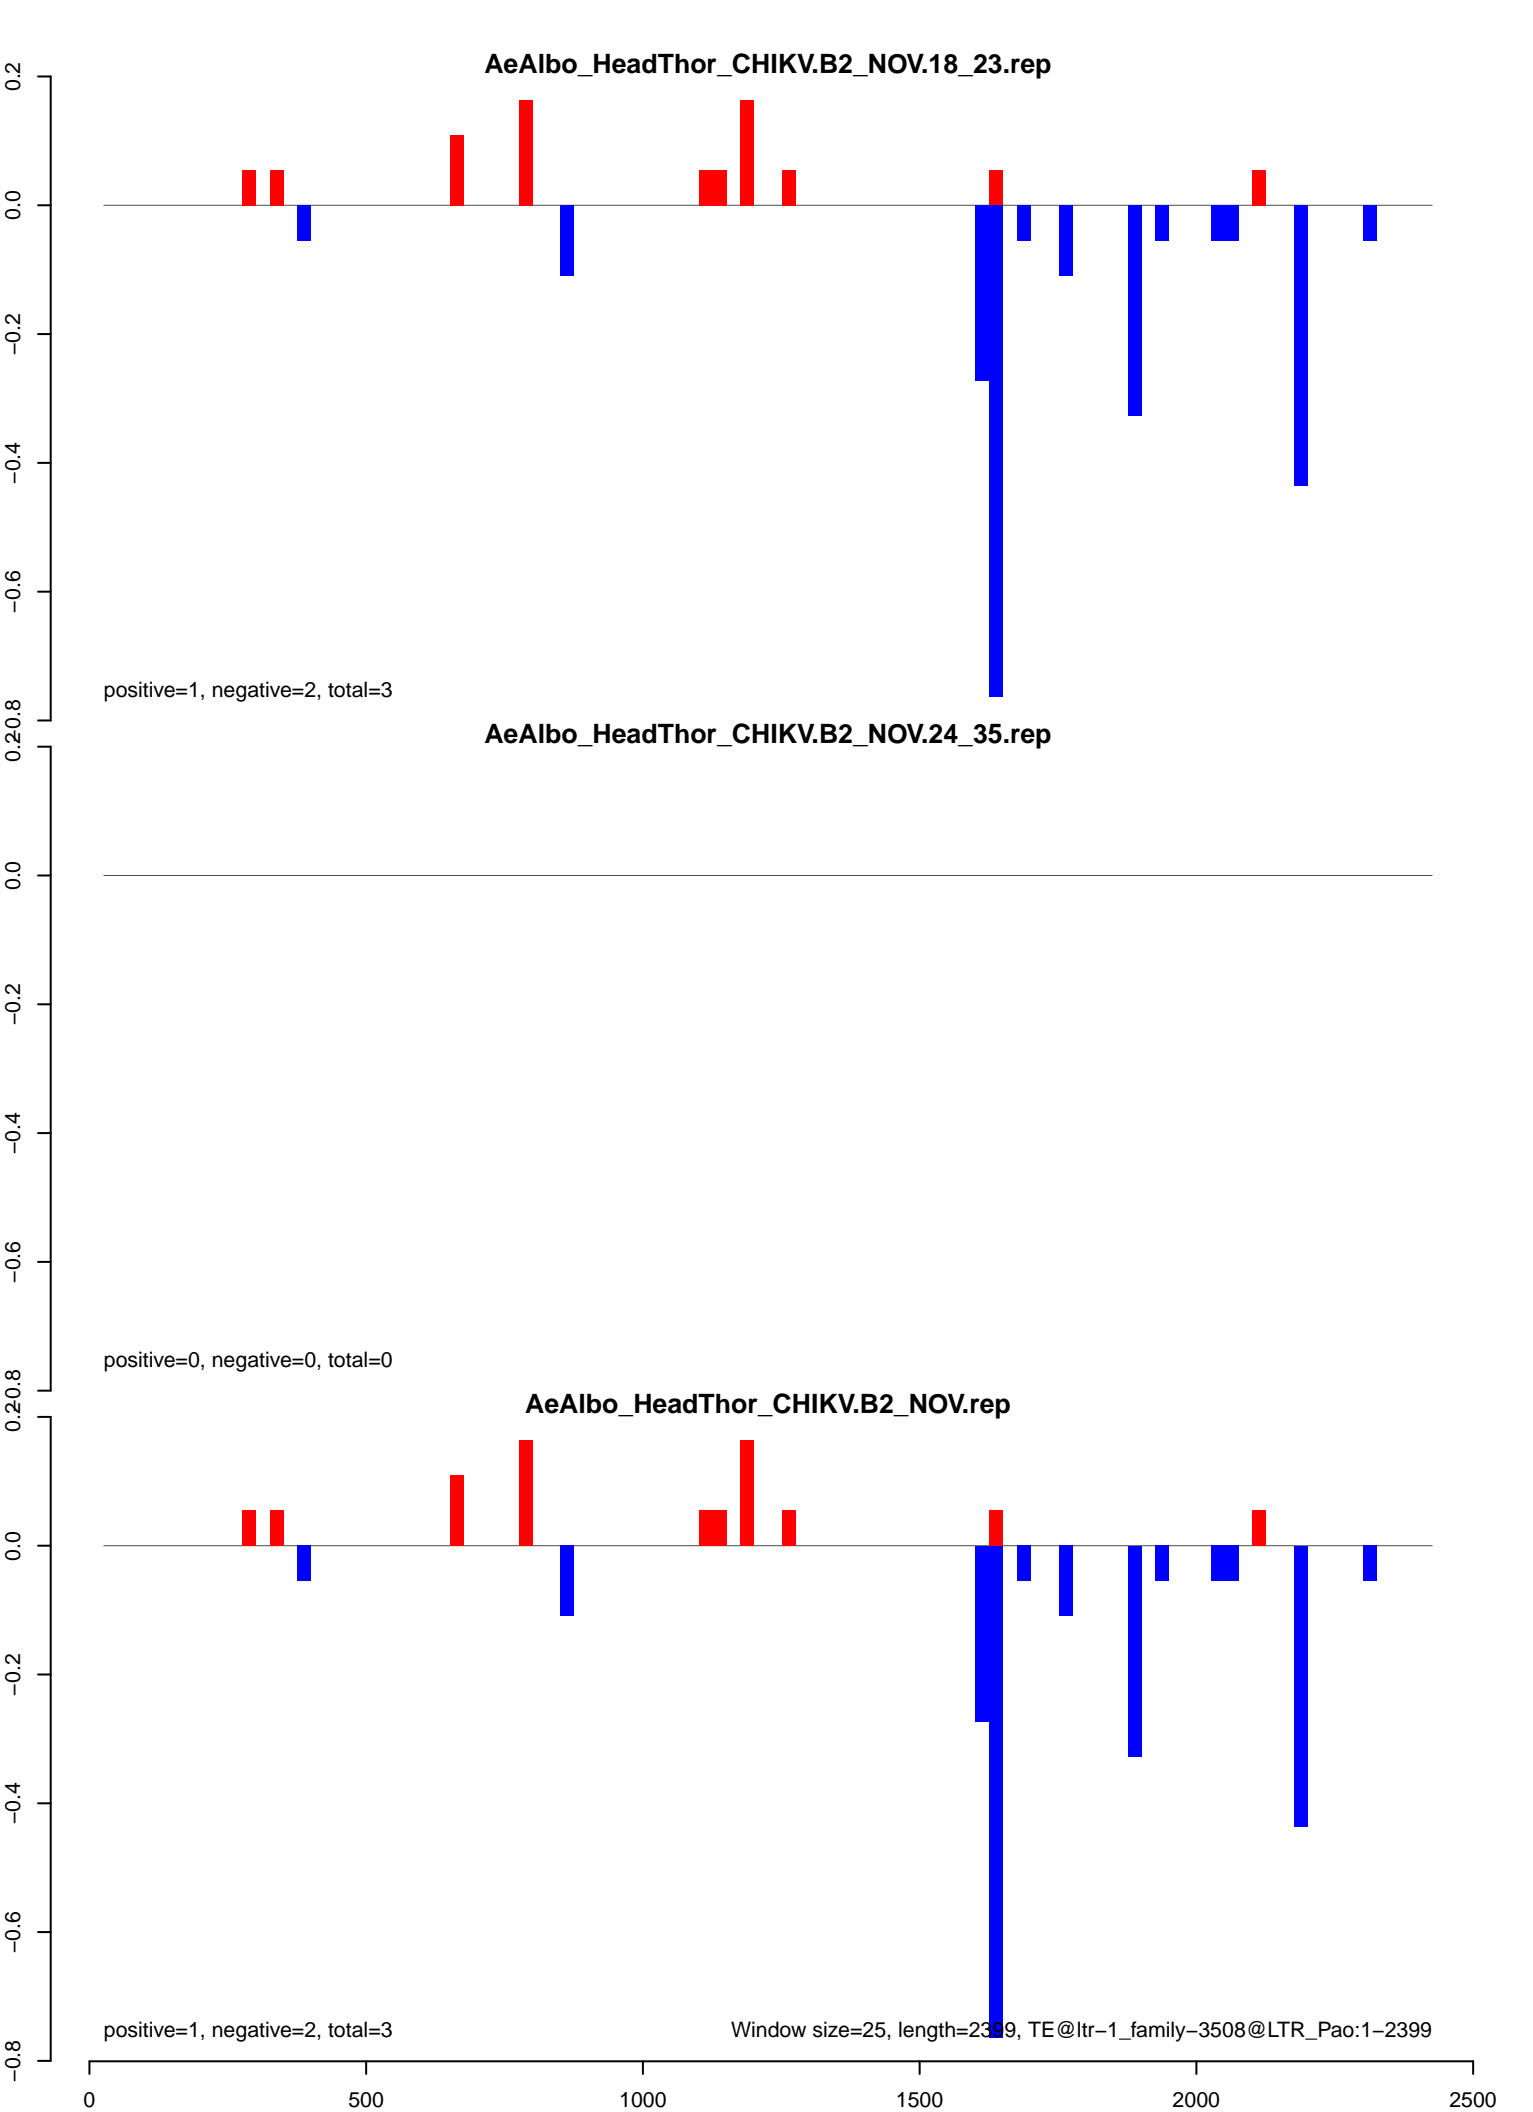 AeAlbo_HeadThor_CHIKV.B2_NOV.18_23.rep
0.2
0.0
−0.2
−0.4
−0.6
−0.8
positive=1, negative=2, total=3
AeAlbo_HeadThor_CHIKV.B2_NOV.24_35.rep
0.2
0.0
−0.2
−0.4
−0.6
−0.8
positive=0, negative=0, total=0
AeAlbo_HeadThor_CHIKV.B2_NOV.rep
0.2
0.0
−0.2
−0.4
−0.6
−0.8
positive=1, negative=2, total=3
Window size=25, length=2399, TE@ltr−1_family−3508@LTR_Pao:1−2399
0 500 1000 1500 2000 2500